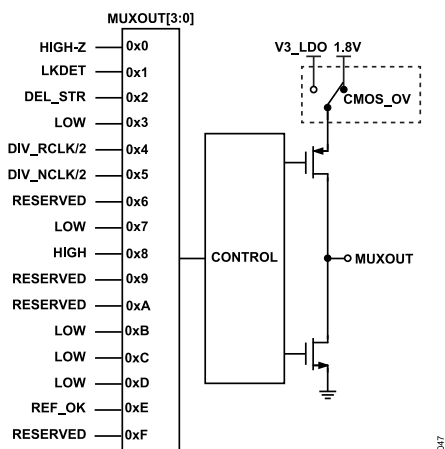 MUXOUT[3:0]
HIGH-Z 0x0
LKDET 0x1
DEL_STR 0x2
LOW 0x3
DIV_RCLK/2 0x4
DIV_NCLK/2 0x5
RESERVED 0x6
LOW 0x7
HIGH 0x8
RESERVED 0x9
RESERVED 0xA
LOW 0xB
LOW 0xC
LOW 0xD
REF_OK 0xE
RESERVED 0xF
CONTROL
V3_LDO 1.8V
CMOS_OV
MUXOUT
047